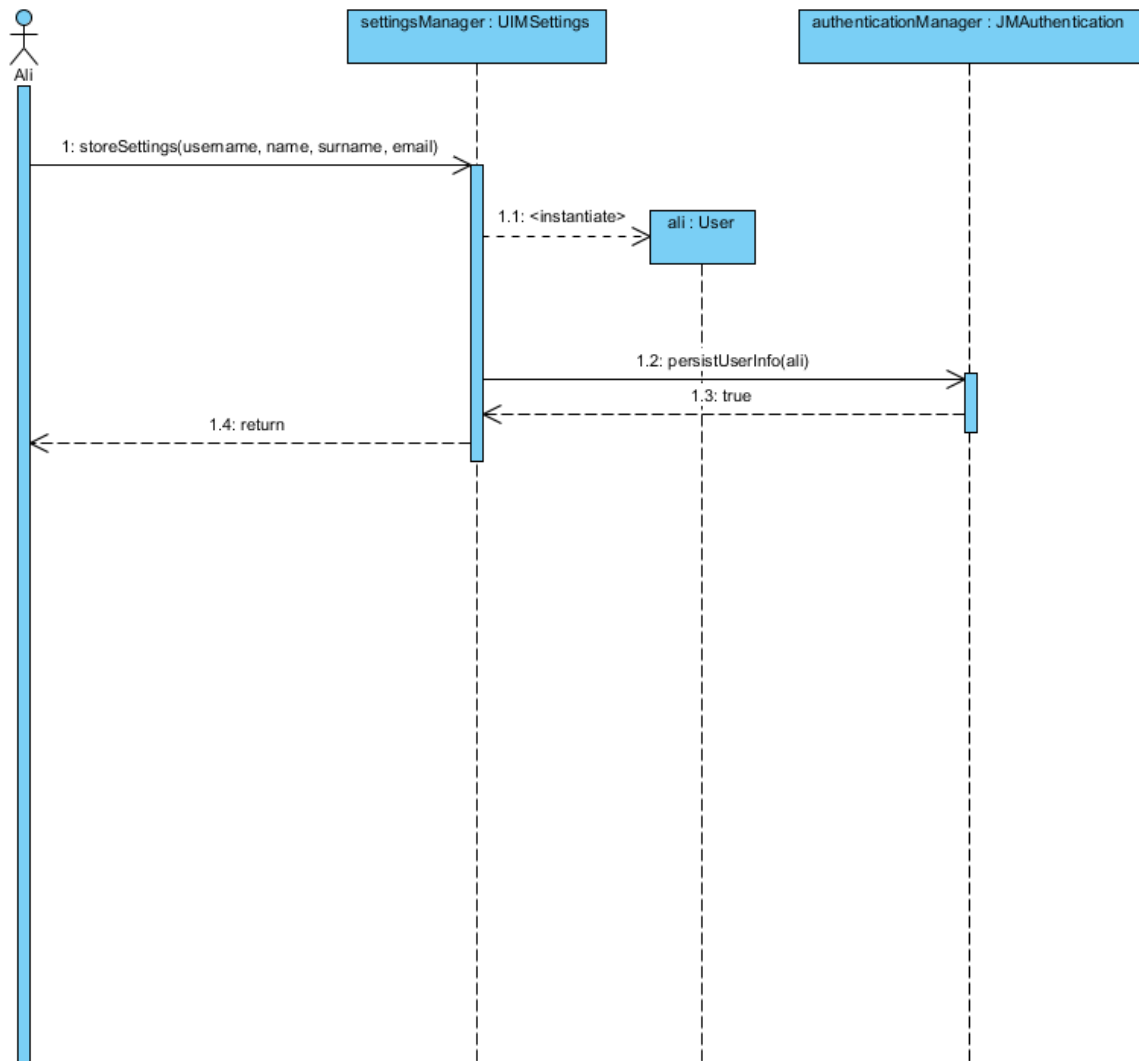 settingsManager : UIMSettings
authenticationManager : JMAuthentication
Ali
1: storeSettings(username, name, surname, email)
1.1: <instantiate>
ali : User
1.2: persistUserInfo(ali)
1.3: true
1.4: return